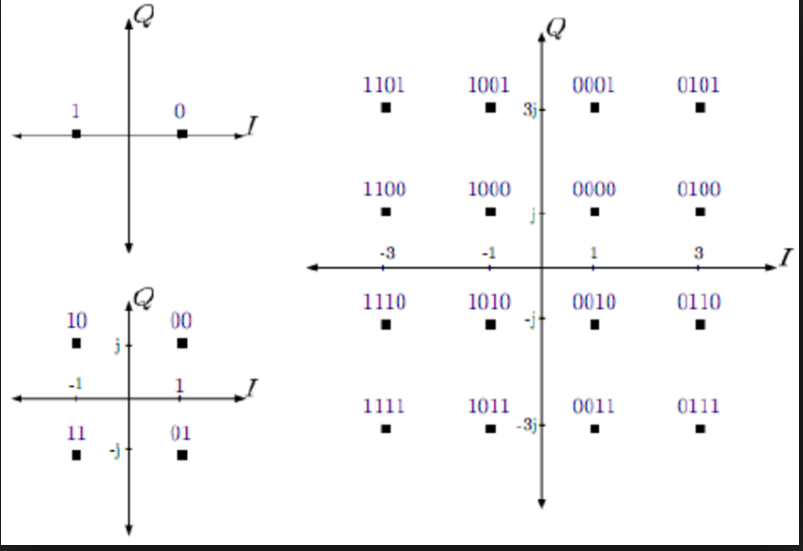 Q
1 0
I
Q
10 00
j
-1 1 I
11 01
-j
Q
1101 1001 0001 0101
3j
1100 1000 0000 0100
j
-3 -1 1 3 I
1110 1010 0010 0110
-j
1111 1011 0011 0111
-3j